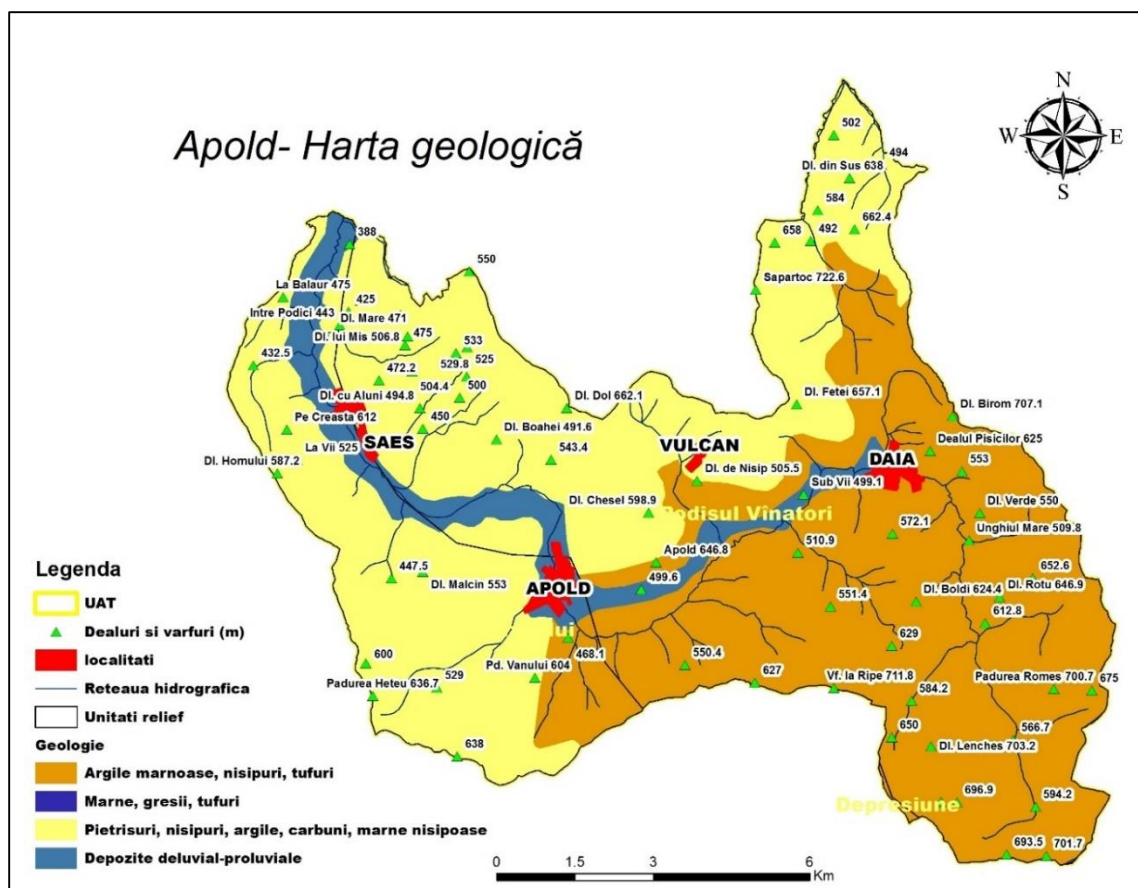 Apold- Harta geologică
N
W E
S
502
494
Dl. din Sus 638
584
658
492
662.4
388
550
Sapartoc 722.6
La Balaur 475
425
Intre Podici 443
Dl. Mare 471
475
Dl. lui Mis 506.8
533
432.5
529.8
525
472.2
504.4
500
Dl. cu Aluni 494.8
Dl. Dol 662.1
Dl. Fetei 657.1
Dl. Birom 707.1
Pe Creasta 612
450
Dl. Boahei 491.6
SAES
VULCAN
Dealul Pisicilor 625
La Vii 525
543.4
DAIA
Dl. Homului 587.2
Dl. de Nisip 505.5
553
Sub Vii 499.1
Dl. Chesel 598.9
Podisul Vînatori
Dl. Verde 550
572.1
Unghiul Mare 509.8
Apold 646.8
510.9
447.5
Dl. Malcin 553
499.6
652.6
APOLD
Dl. Boldi 624.4
Dl. Rotu 646.9
551.4
612.8
lui
468.1
629
600
Pd. Vanului 604
550.4
627
Padurea Heteu 636.7
529
Vf. la Ripe 711.8
Padurea Romes 700.7
675
584.2
638
650
566.7
Dl. Lenches 703.2
696.9
594.2
Depresiune
693.5
701.7
Legenda
UAT
Dealuri si varfuri (m)
localitati
Reteaua hidrografica
Unitati relief
Geologie
Argile marnoase, nisipuri, tufuri
Marne, gresii, tufuri
Pietrisuri, nisipuri, argile, carbuni, marne nisipoase
Depozite deluvial-proluviale
0 1.5 3 6
Km